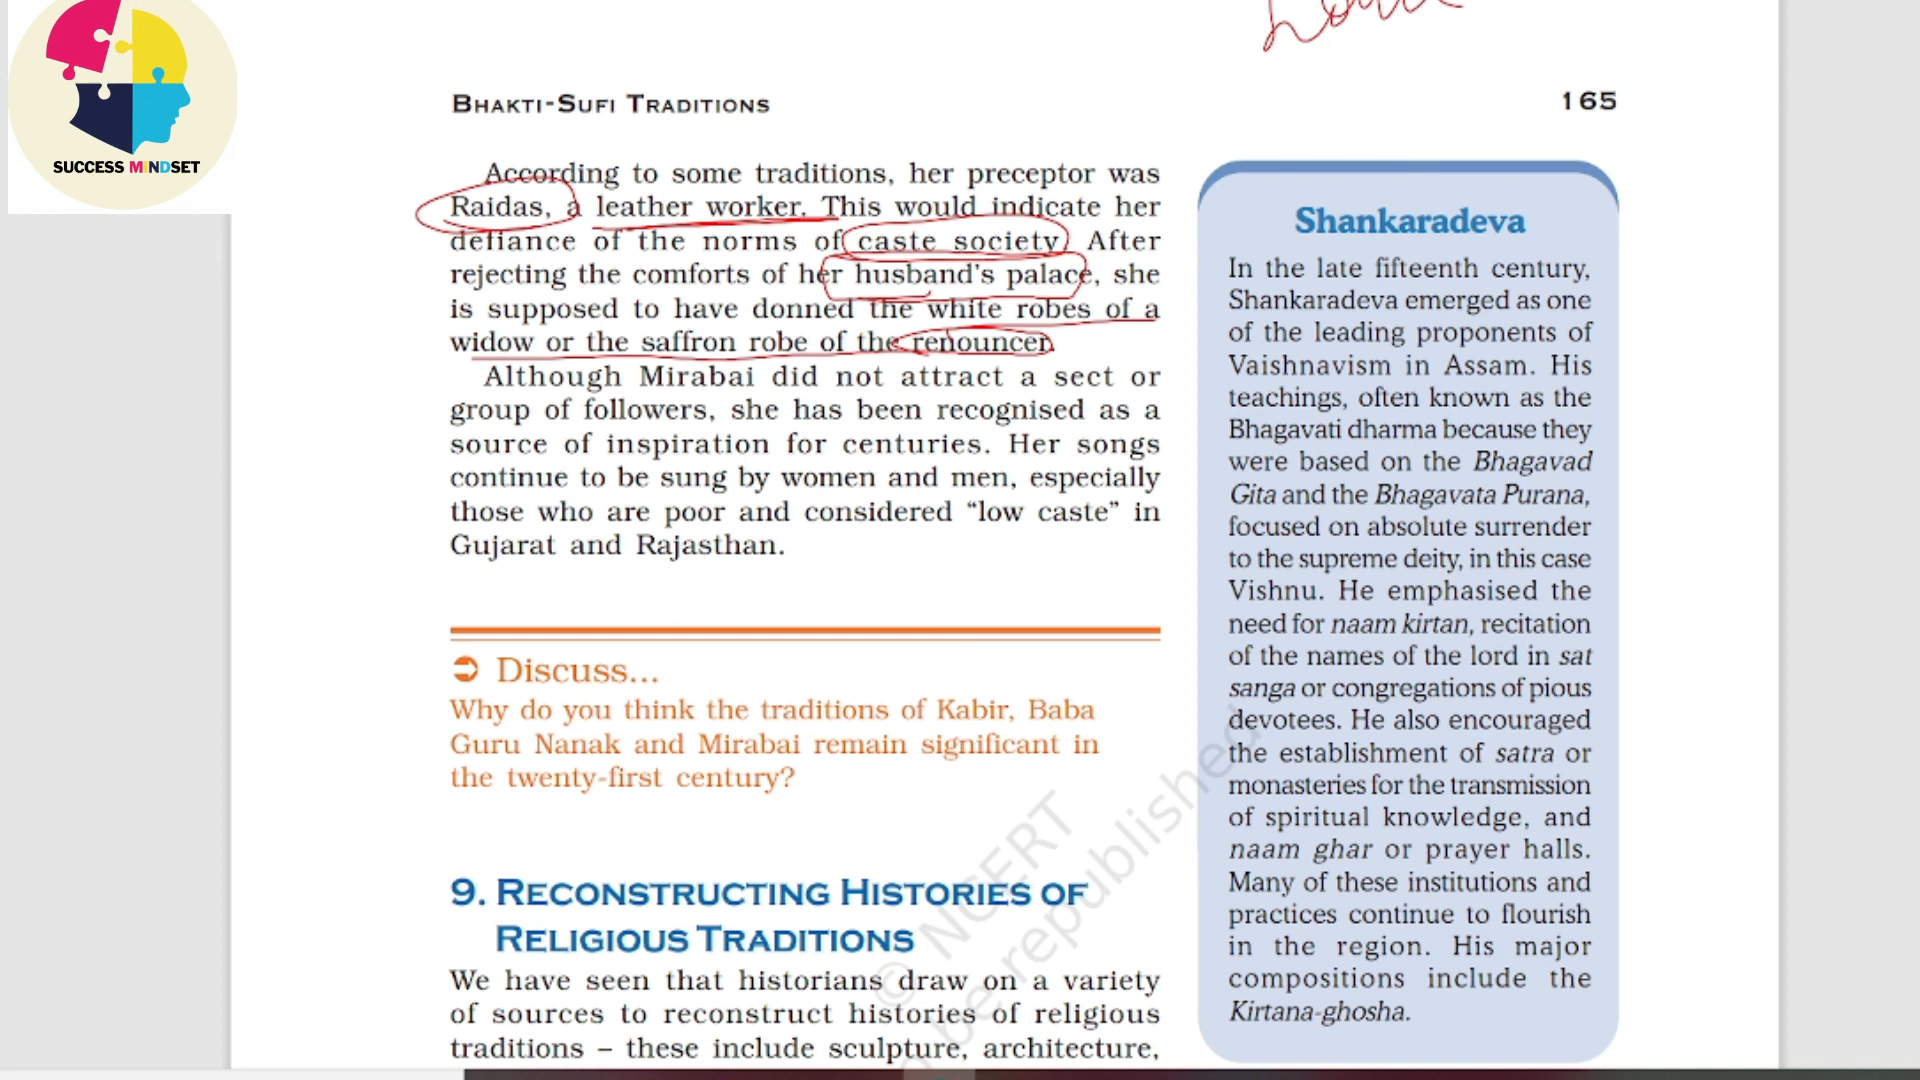 SUCCESS MINDSET
BHAKTI-SUFI TRADITIONS
165
According to some traditions, her preceptor was
Raidas, a leather worker. This would indicate her
defiance of the norms of caste society. After
rejecting the comforts of her husband's palace, she
is supposed to have donned the white robes of a
widow or the saffron robe of the renouncer.
Although Mirabai did not attract a sect or
group of followers, she has been recognised as a
source of inspiration for centuries. Her songs
continue to be sung by women and men, especially
those who are poor and considered “low caste” in
Gujarat and Rajasthan.
➲ Discuss...
Why do you think the traditions of Kabir, Baba
Guru Nanak and Mirabai remain significant in
the twenty-first century?
9. RECONSTRUCTING HISTORIES OF
RELIGIOUS TRADITIONS
We have seen that historians draw on a variety
of sources to reconstruct histories of religious
traditions – these include sculpture, architecture,
Shankaradeva
In the late fifteenth century,
Shankaradeva emerged as one
of the leading proponents of
Vaishnavism in Assam. His
teachings, often known as the
Bhagavati dharma because they
were based on the Bhagavad
Gita and the Bhagavata Purana,
focused on absolute surrender
to the supreme deity, in this case
Vishnu. He emphasised the
need for naam kirtan, recitation
of the names of the lord in sat
sanga or congregations of pious
devotees. He also encouraged
the establishment of satra or
monasteries for the transmission
of spiritual knowledge, and
naam ghar or prayer halls.
Many of these institutions and
practices continue to flourish
in the region. His major
compositions include the
Kirtana-ghosha.
© NCERT
be republished